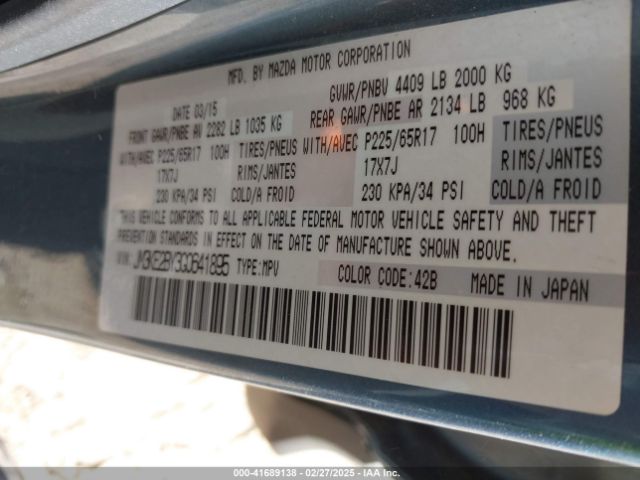 MFD. BY MAZDA MOTOR CORPORATION
DATE 03/15 GVWR/PNBV 4409 LB 2000 KG
FRONT GAWR/PNBE AV 2282 LB 1035 KG REAR GAWR/PNBE AR 2134 LB 968 KG
WITH/AVEC P225/65R17 100H TIRES/PNEUS WITH/AVEC P225/65R17 100H TIRES/PNEUS
17X7J RIMS/JANTES 17X7J RIMS/JANTES
230 KPA/34 PSI COLD/A FROID 230 KPA/34 PSI COLD/A FROID
THIS VEHICLE CONFORMS TO ALL APPLICABLE FEDERAL MOTOR VEHICLE SAFETY AND THEFT
PREVENTION STANDARDS IN EFFECT ON THE DATE OF MANUFACTURE SHOWN ABOVE.
VIN: TYPE:MPV COLOR CODE:42B MADE IN JAPAN
000-41689138 - 02/27/2025 - IAA Inc.